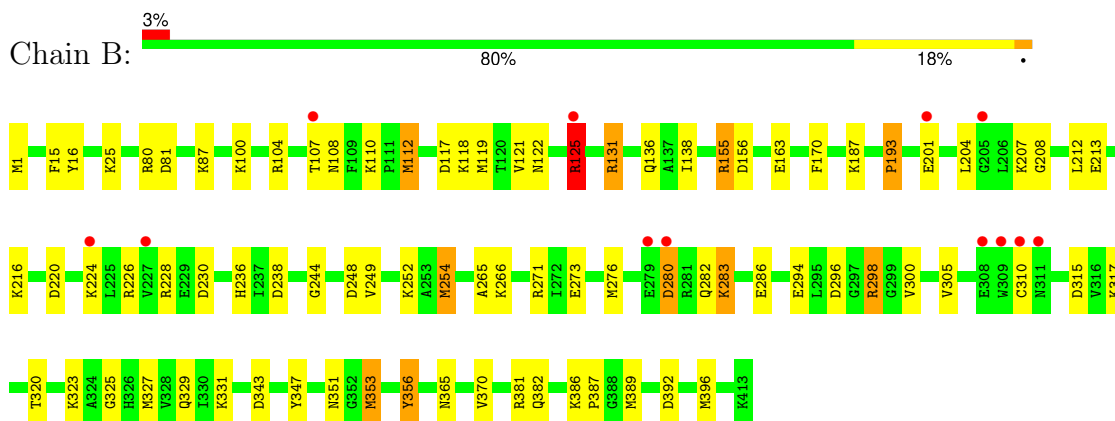 3%
Chain B:
80% 18% •
M1 F15 Y16 K25 R80 D81 K87 K100 R104 T107 N108 F109 K110 P111 M112 D117 K118 M119 T120 V121 N122 R125 R131 Q136 A137 I138 R155 D156 E163 F170 K187 P193 E201 L204 G205 L206 K207 G208 L212 E213
K216 D220 K224 L225 R226 V227 R228 E229 D230 H236 I237 D238 G244 D248 V249 K252 A253 M254 A265 K266 R271 I272 E273 M276 E279 D280 R281 Q282 K283 E286 E294 L295 D296 G297 R298 G299 V300 V305 E308 W309 C310 N311 D315 V316 K317
T320 K323 A324 G325 H326 M327 V328 Q329 I330 K331 D343 Y347 N351 G352 M353 Y356 N365 V370 R381 Q382 K386 P387 G388 M389 D392 M396 K413